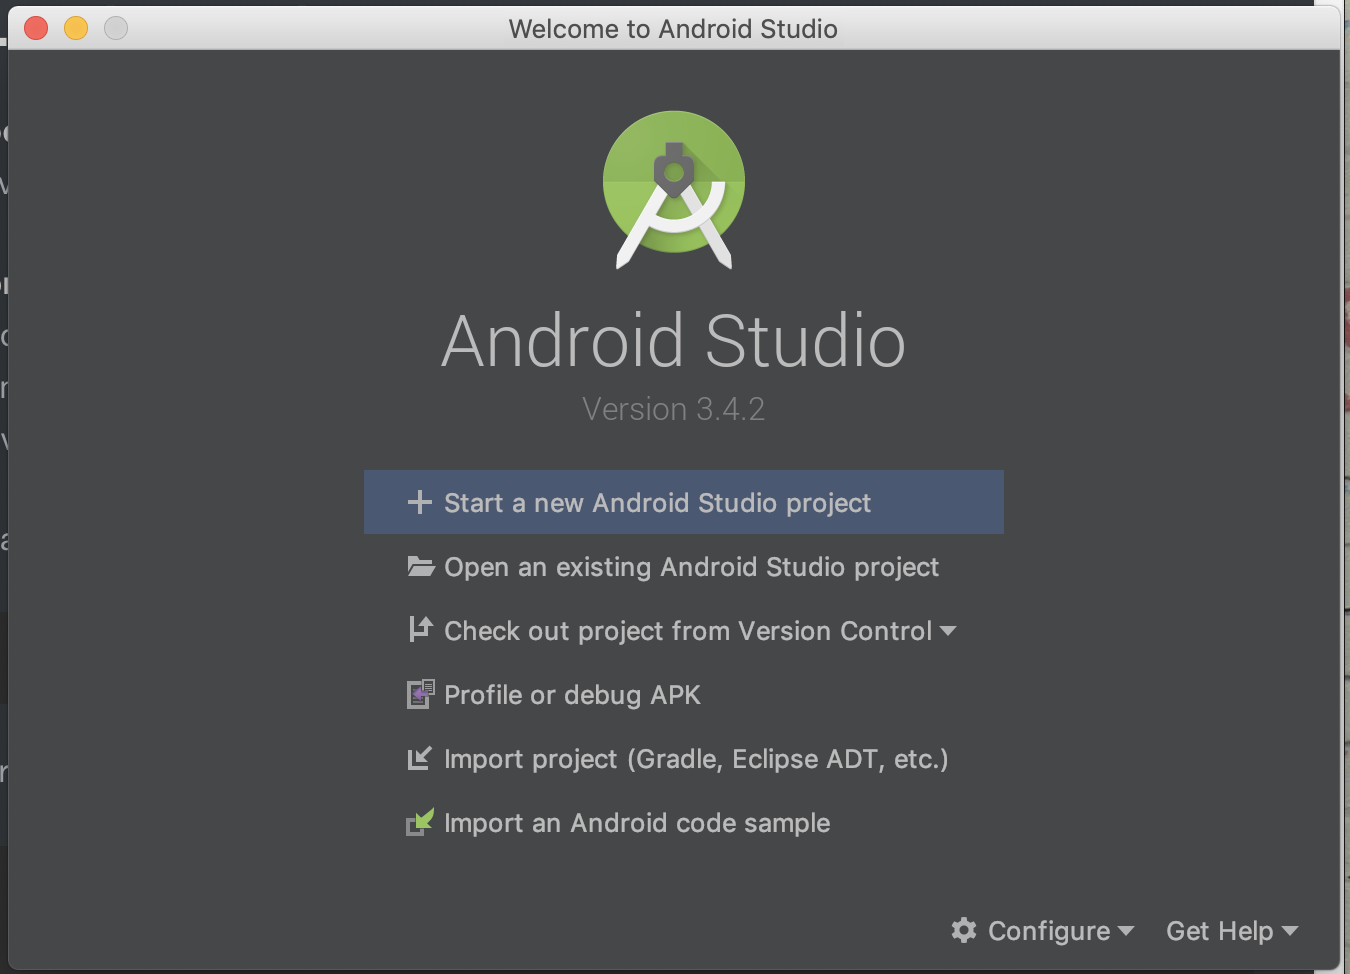 Welcome to Android Studio
Android Studio
Version 3.4.2
Start a new Android Studio project
Open an existing Android Studio project
Check out project from Version Control
Profile or debug APK
Import project (Gradle, Eclipse ADT, etc.)
Import an Android code sample
Configure
Get Help